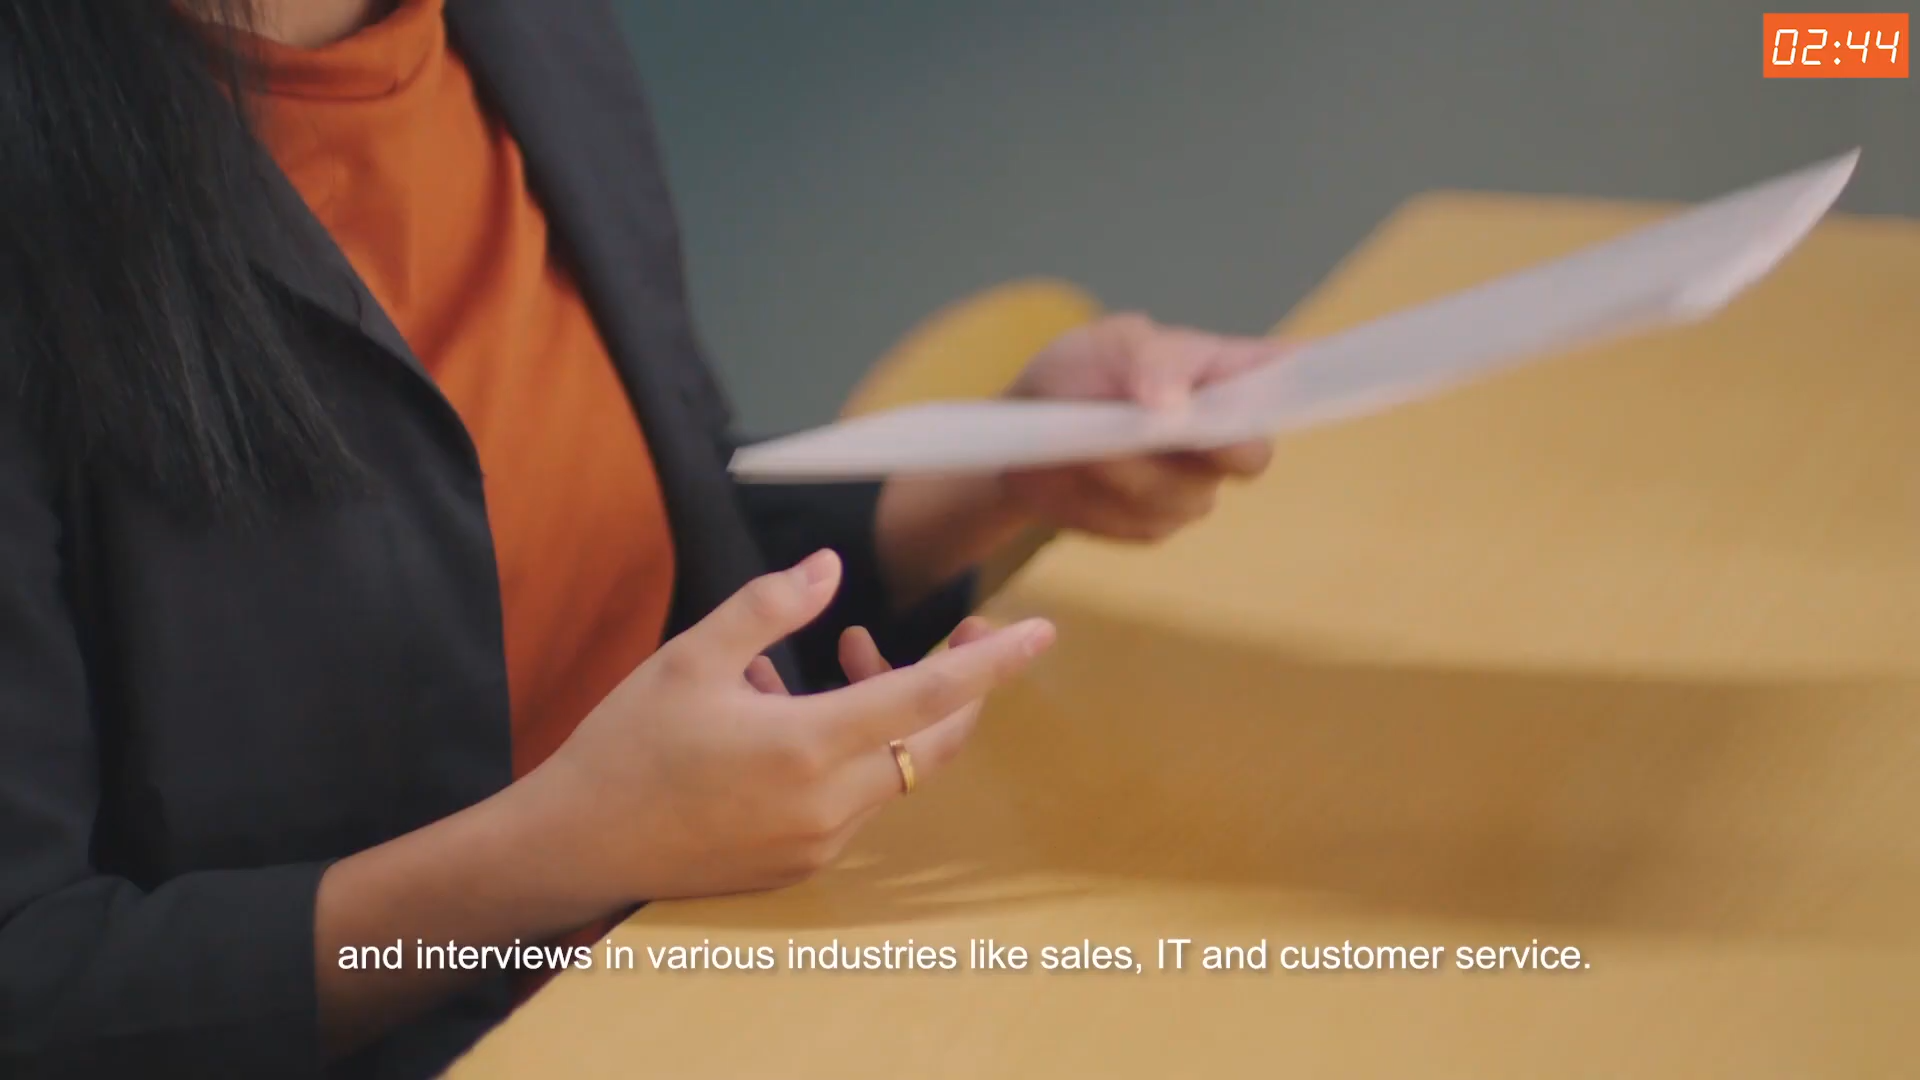 02:44
and interviews in various industries like sales, IT and customer service.